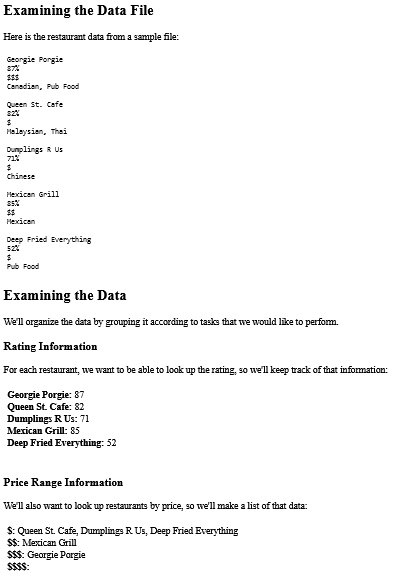 Examining the Data File
Here is the restaurant data from a sample file:
Georgie Porgie
87%
$$$
Canadian, Pub Food
Queen St. Cafe
82%
$
Malaysian, Thai
Dumplings R Us
71%
$
Chinese
Mexican Grill
85%
$$
Mexican
Deep Fried Everything
52%
$
Pub Food
Examining the Data
We'll organize the data by grouping it according to tasks that we would like to perform.
Rating Information
For each restaurant, we want to be able to look up the rating, so we'll keep track of that information:
Georgie Porgie: 87
Queen St. Cafe: 82
Dumplings R Us: 71
Mexican Grill: 85
Deep Fried Everything: 52
Price Range Information
We'll also want to look up restaurants by price, so we'll make a list of that data:
$: Queen St. Cafe, Dumplings R Us, Deep Fried Everything
$$: Mexican Grill
$$$: Georgie Porgie
$$$$: